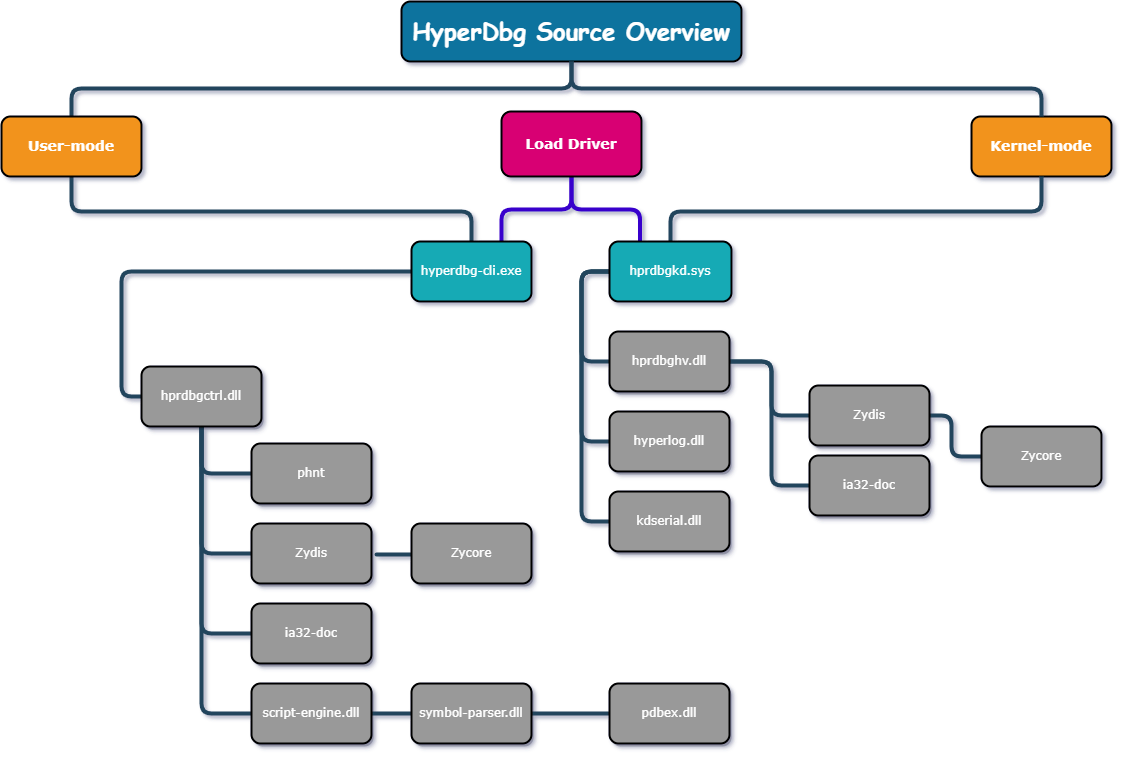 HyperDbg Source Overview
User-mode
Load Driver
Kernel-mode
hyperdbg-cli.exe
hprdbgkd.sys
hprdbghv.dll
hprdbgctrl.dll
Zydis
hyperlog.dll
Zycore
phnt
ia32-doc
kdserial.dll
Zydis
Zycore
ia32-doc
script-engine.dll
symbol-parser.dll
pdbex.dll